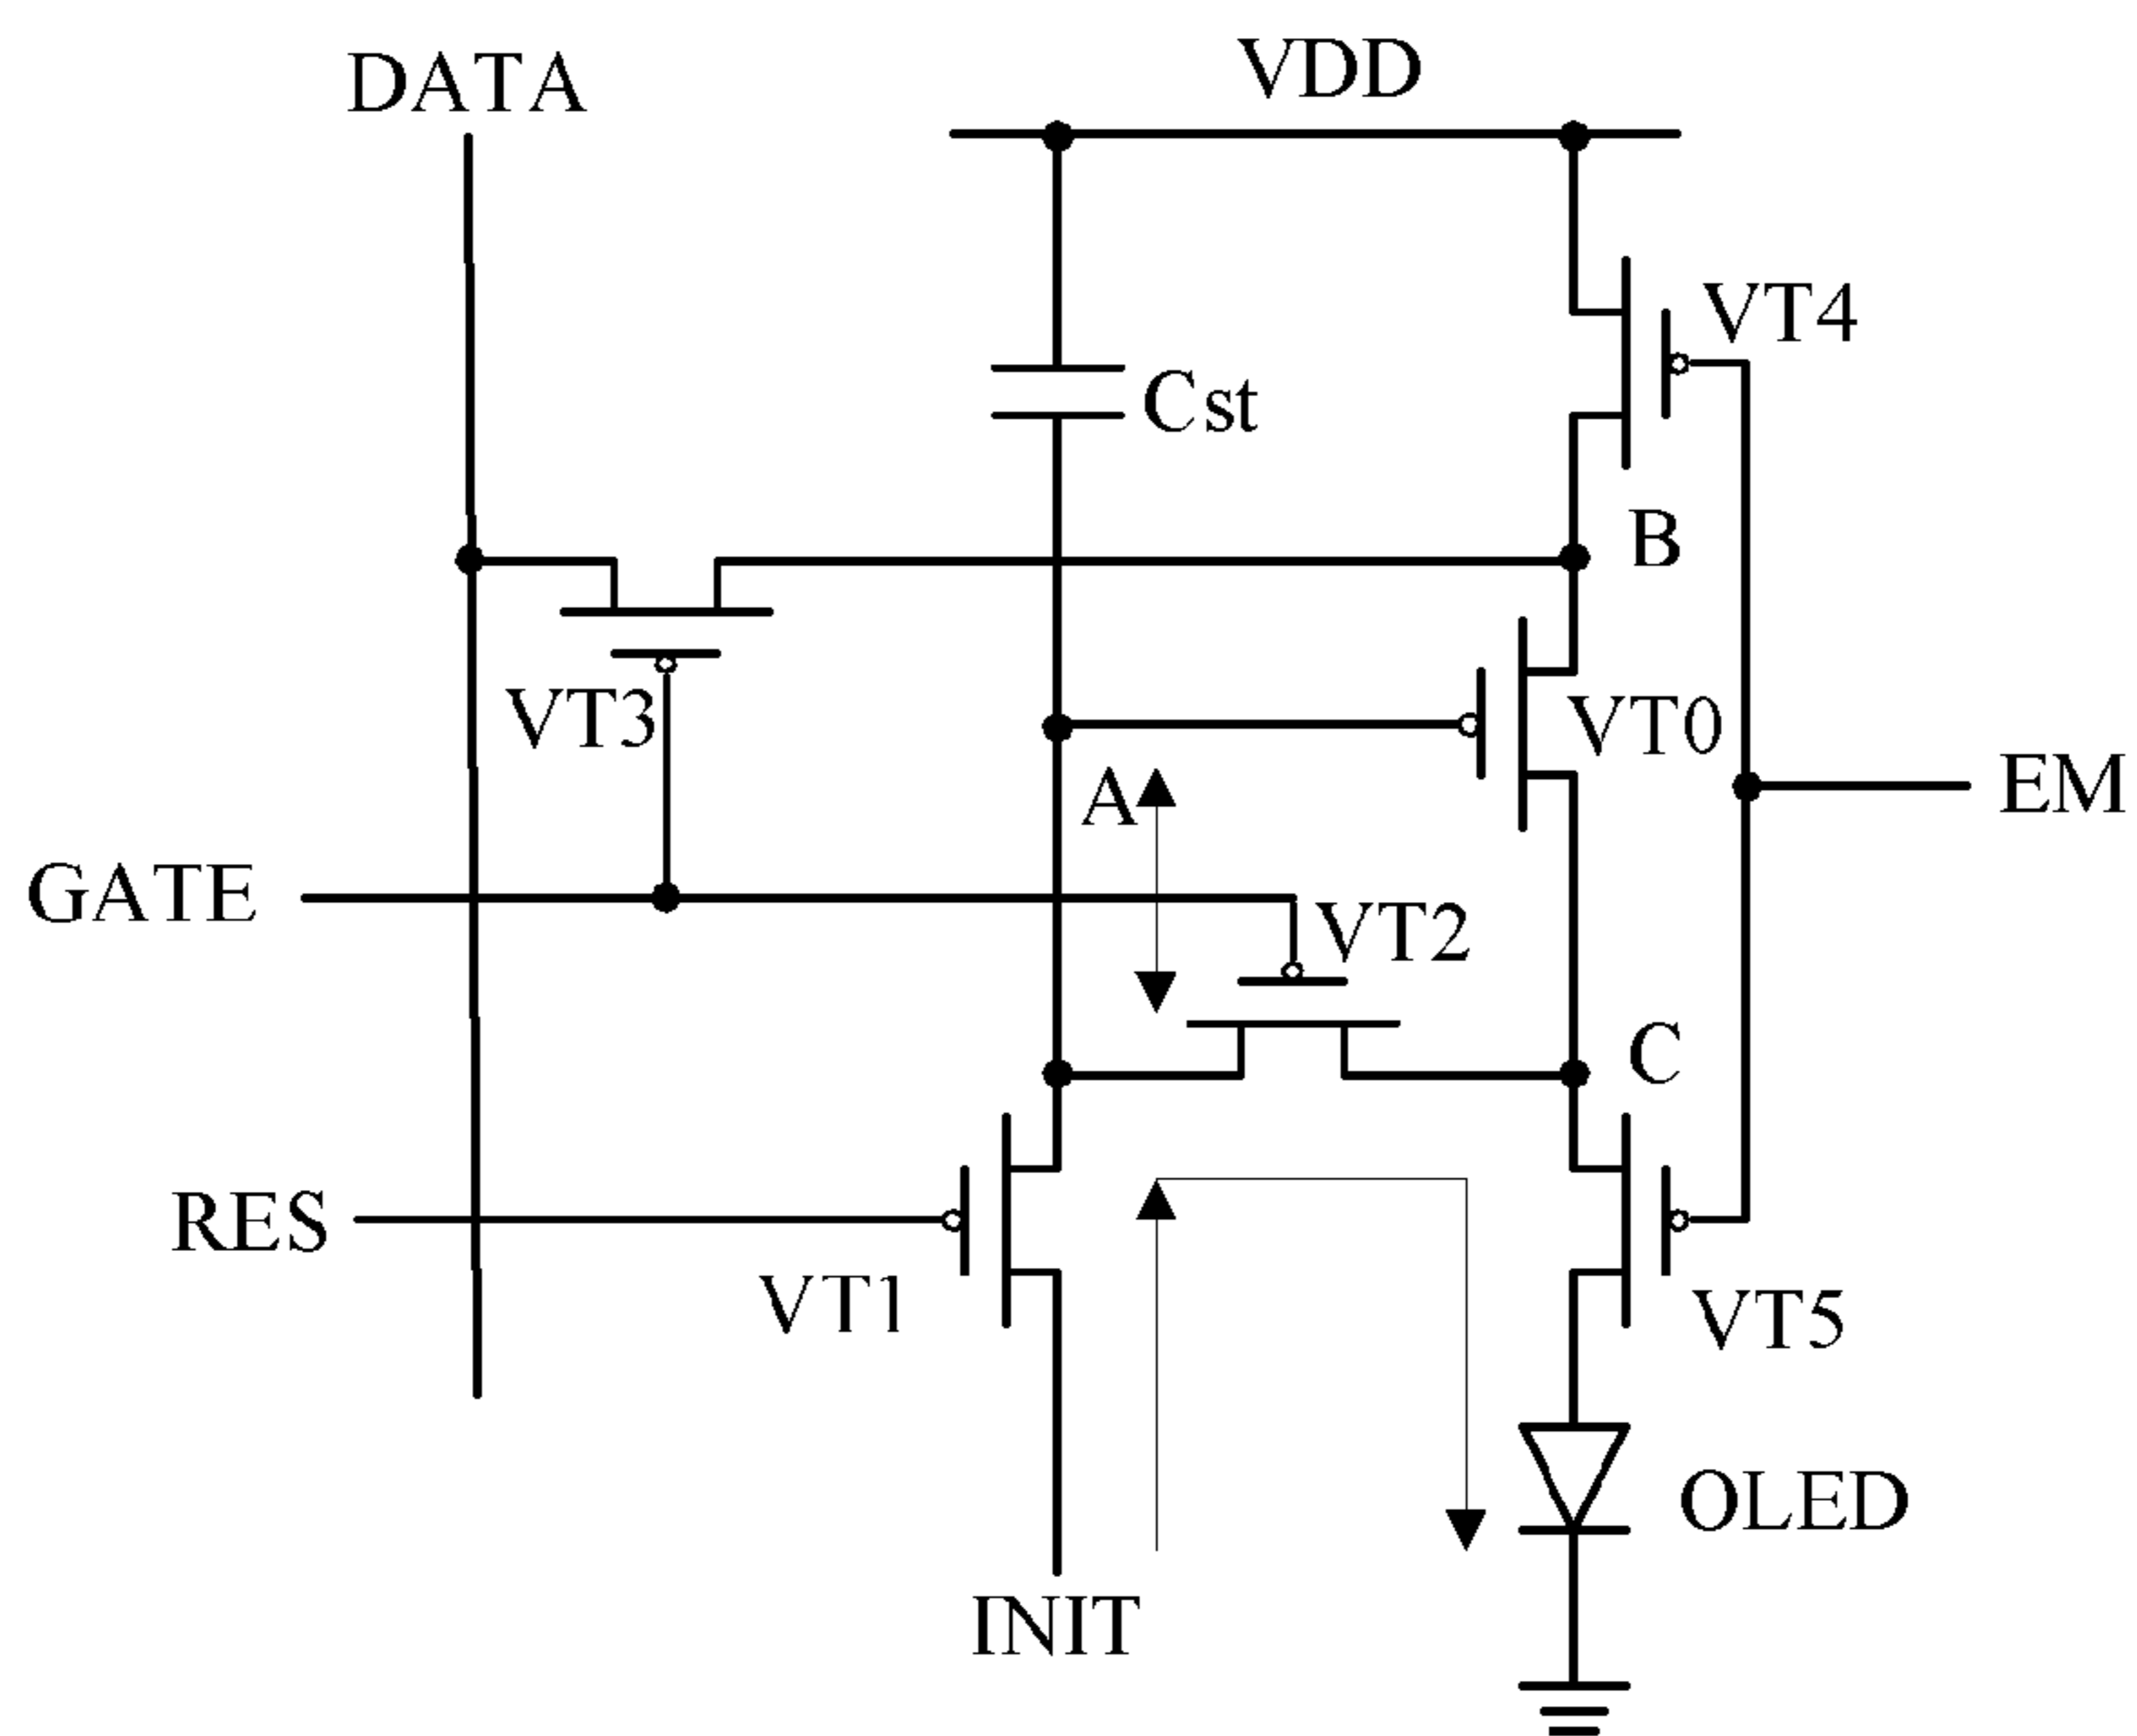 VDD
DATA
VT4
Cst
B
VT3
VT0
A
EM
GATE
VT2
C
RES
VT1
VT5
OLED
INIT